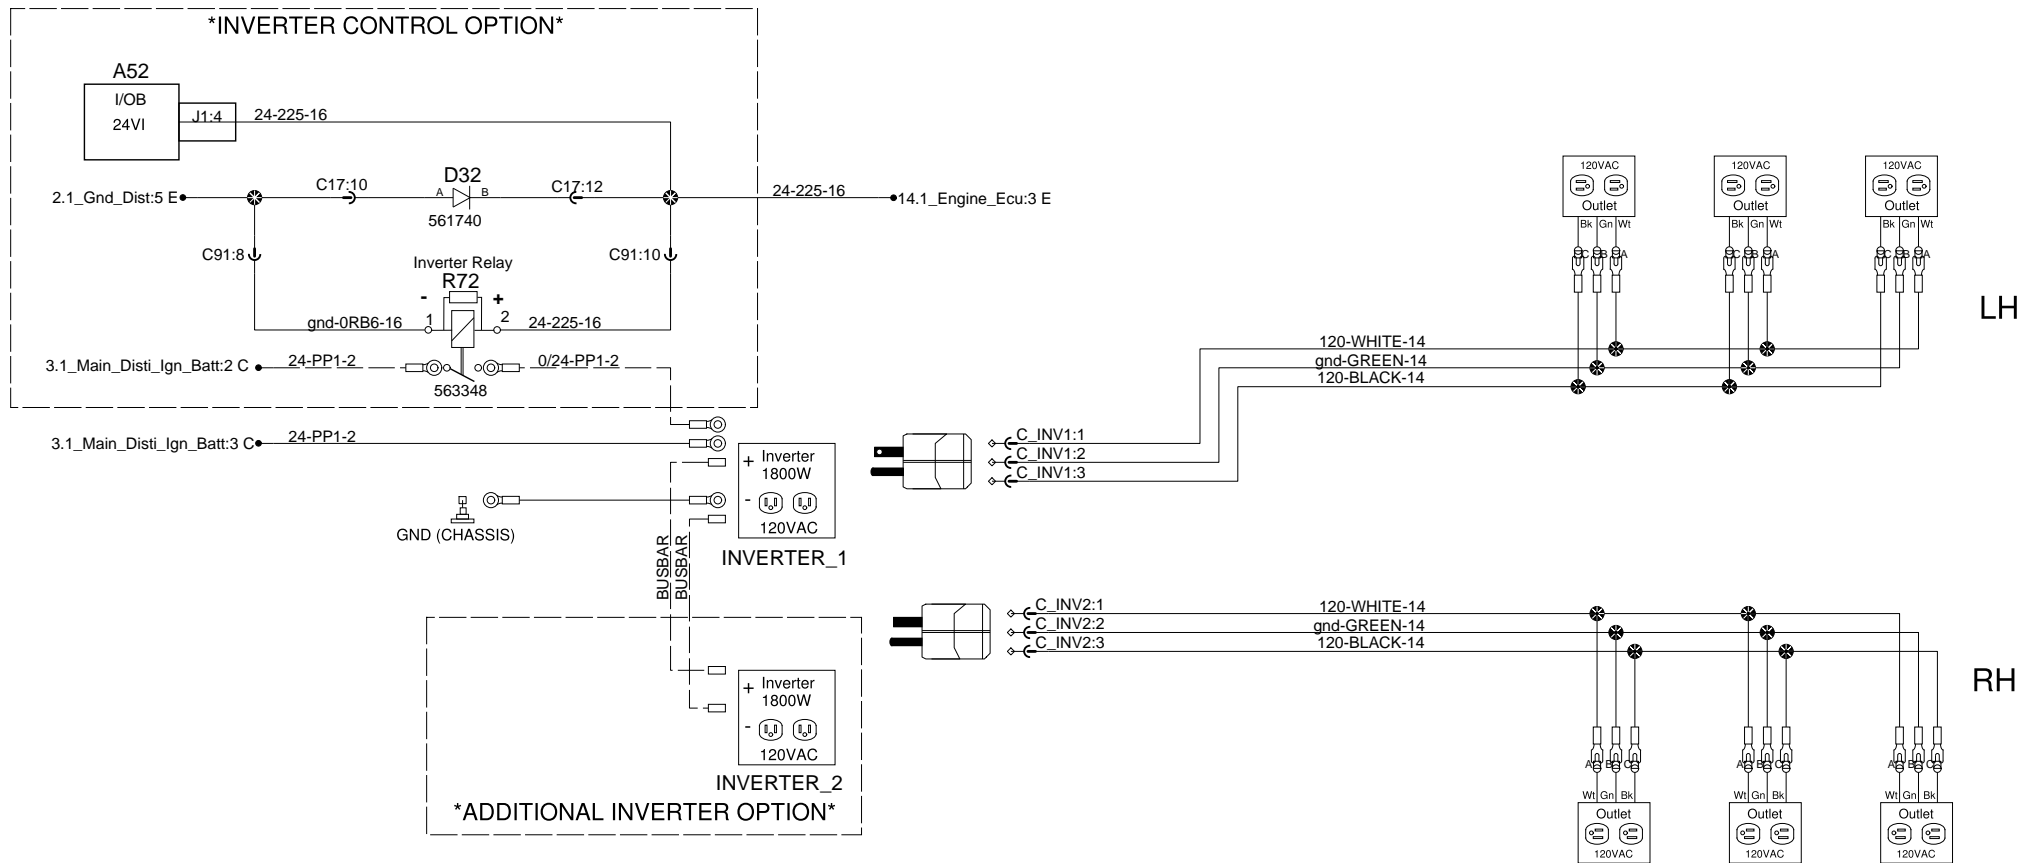 *INVERTER CONTROL OPTION*
A52
I/OB
24VI
J1:4
24-225-16
2.1_Gnd_Dist:5 E
C17:10
D32
A
B
561740
C17:12
24-225-16
14.1_Engine_Ecu:3 E
C91:8
C91:10
Inverter Relay
R72
-
+
gnd-0RB6-16
1
2
24-225-16
3.1_Main_Disti_Ign_Batt:2 C
24-PP1-2
0/24-PP1-2
563348
3.1_Main_Disti_Ign_Batt:3 C
24-PP1-2
+ Inverter
1800W
-
120VAC
INVERTER_1
GND (CHASSIS)
BUSBAR
BUSBAR
+ Inverter
1800W
-
120VAC
INVERTER_2
*ADDITIONAL INVERTER OPTION*
C_INV1:1
C_INV1:2
C_INV1:3
120-WHITE-14
gnd-GREEN-14
120-BLACK-14
120VAC
Outlet
Bk Gn Wt
C B A
120VAC
Outlet
Bk Gn Wt
C B A
120VAC
Outlet
Bk Gn Wt
C B A
LH
C_INV2:1
C_INV2:2
C_INV2:3
120-WHITE-14
gnd-GREEN-14
120-BLACK-14
RH
A B C
Wt Gn Bk
Outlet
120VAC
A B C
Wt Gn Bk
Outlet
120VAC
A B C
Wt Gn Bk
Outlet
120VAC